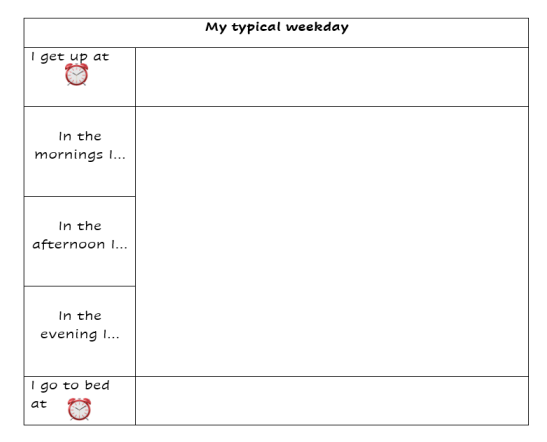 My typical weekday
I get up at
In the
mornings I...
In the
afternoon I...
In the
evening I...
I go to bed
at